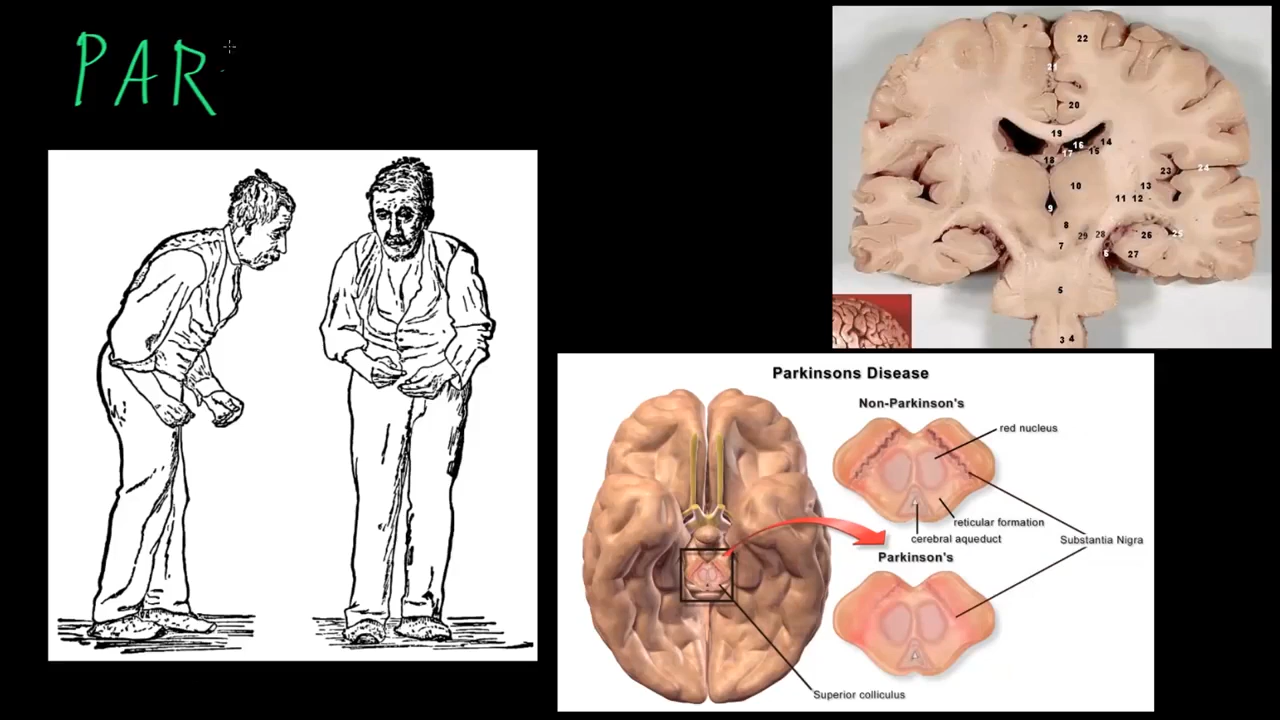 PAR
22
21
20
19
14
16
15
17
18
24
23
13
10
11 12
9
8
29 28
26
25
7
6
27
5
3 4
Parkinsons Disease
Non-Parkinson's
red nucleus
reticular formation
cerebral aqueduct
Substantia Nigra
Parkinson's
Superior colliculus